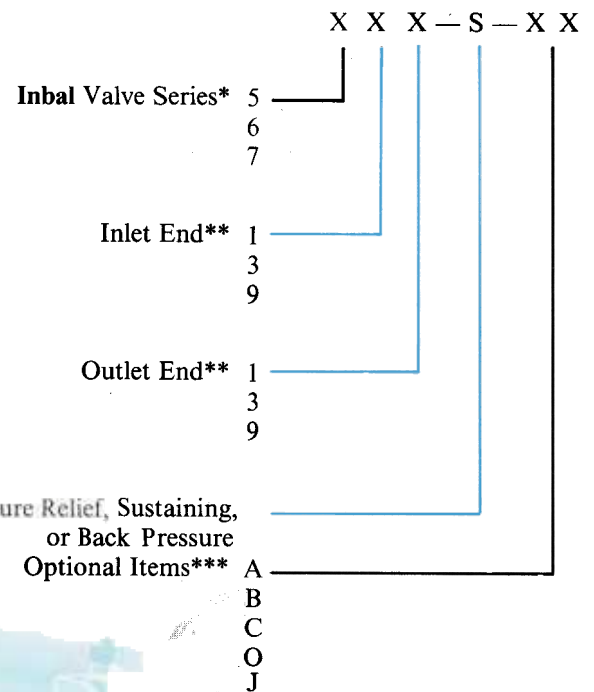 X X X — S — X X
Inbal Valve Series* 5
6
7
Inlet End** 1
3
9
Outlet End** 1
3
9
ure Relief, Sustaining,
or Back Pressure
Optional Items*** A
B
C
O
J